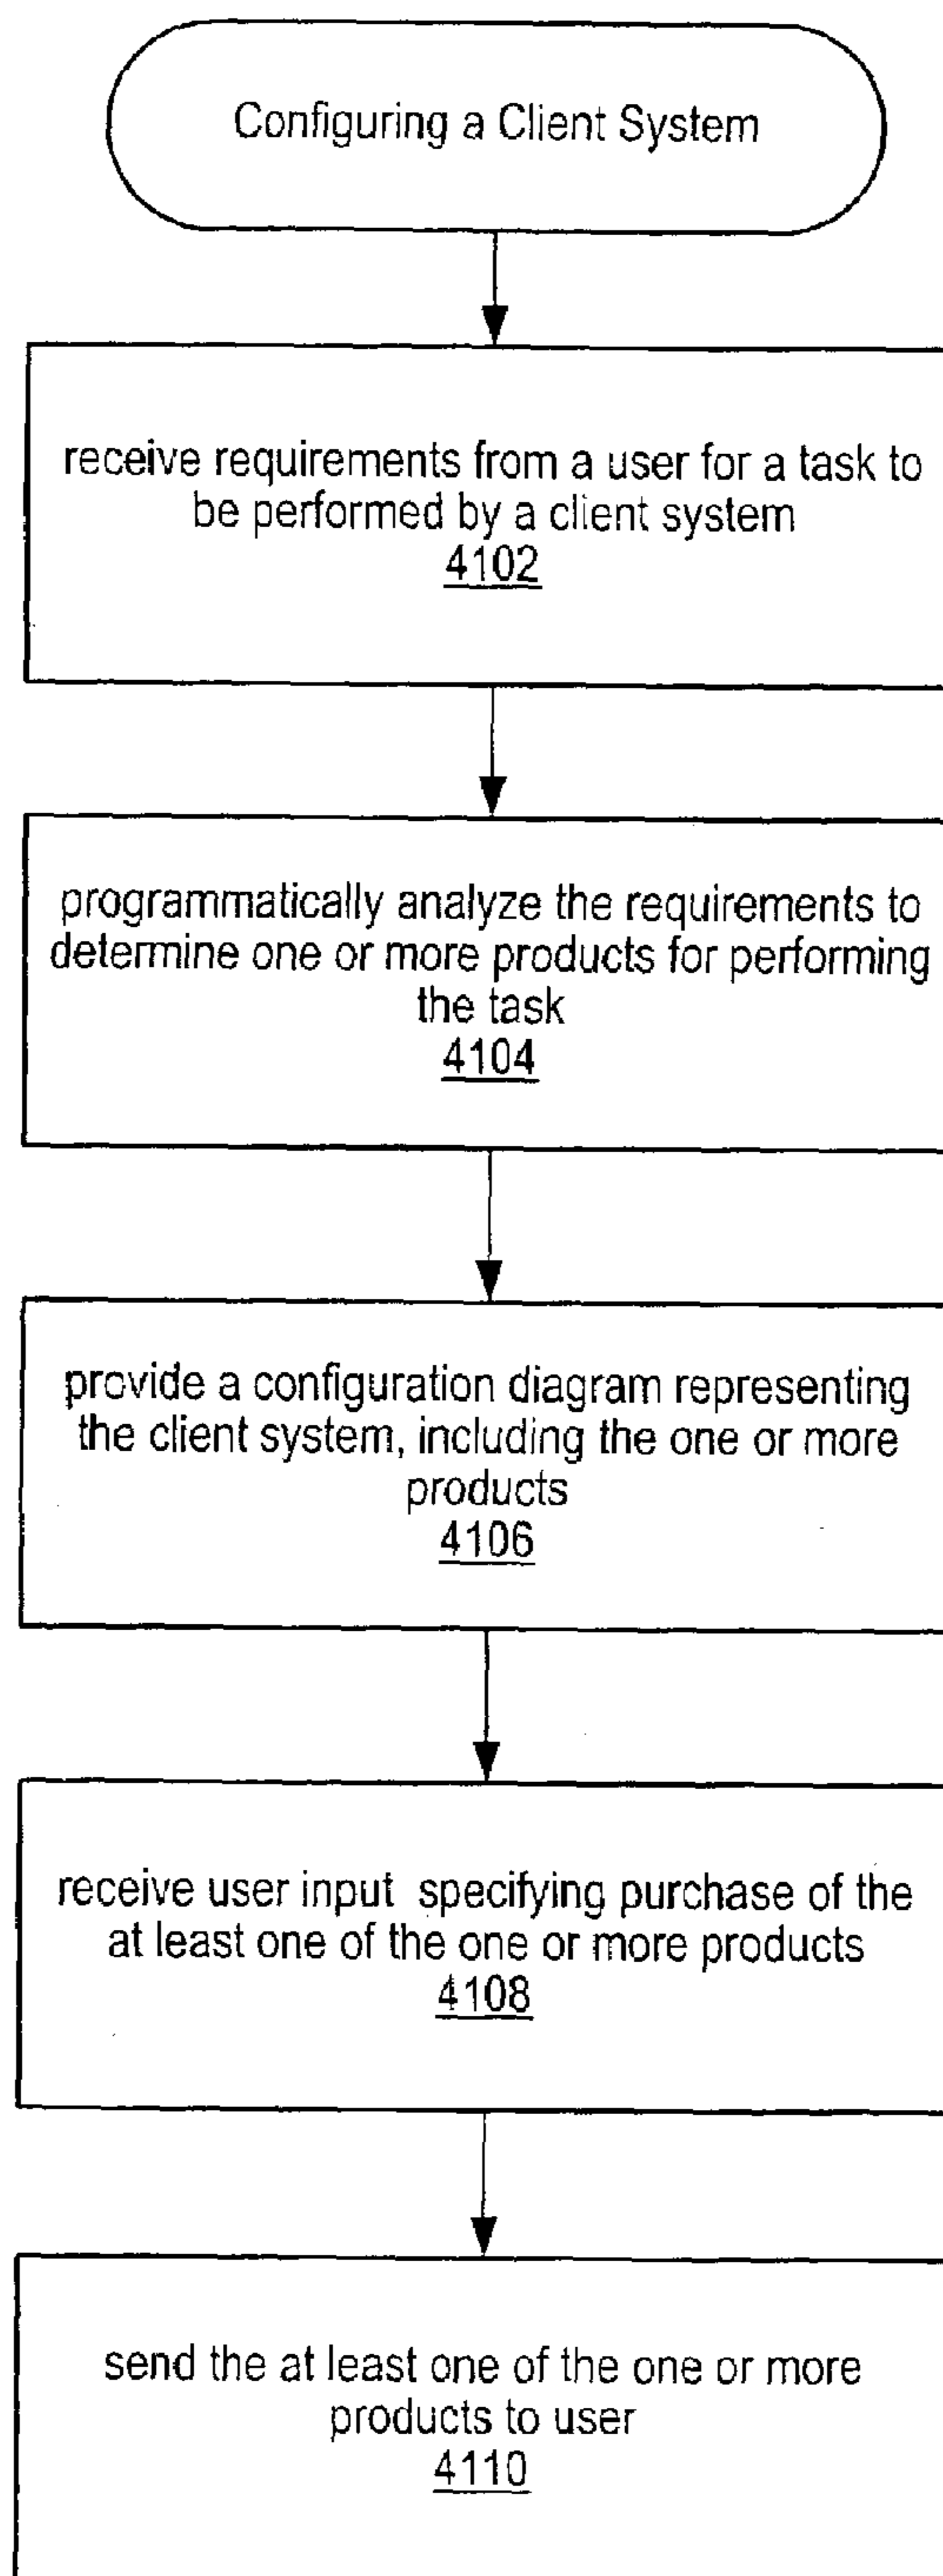 Configuring a Client System
receive requirements from a user for a task to
be performed by a client system
4102
programmatically analyze the requirements to
determine one or more products for performing
the task
4104
provide a configuration diagram representing
the client system, including the one or more
products
4106
receive user input specifying purchase of the
at least one of the one or more products
4108
send the at least one of the one or more
products to user
4110